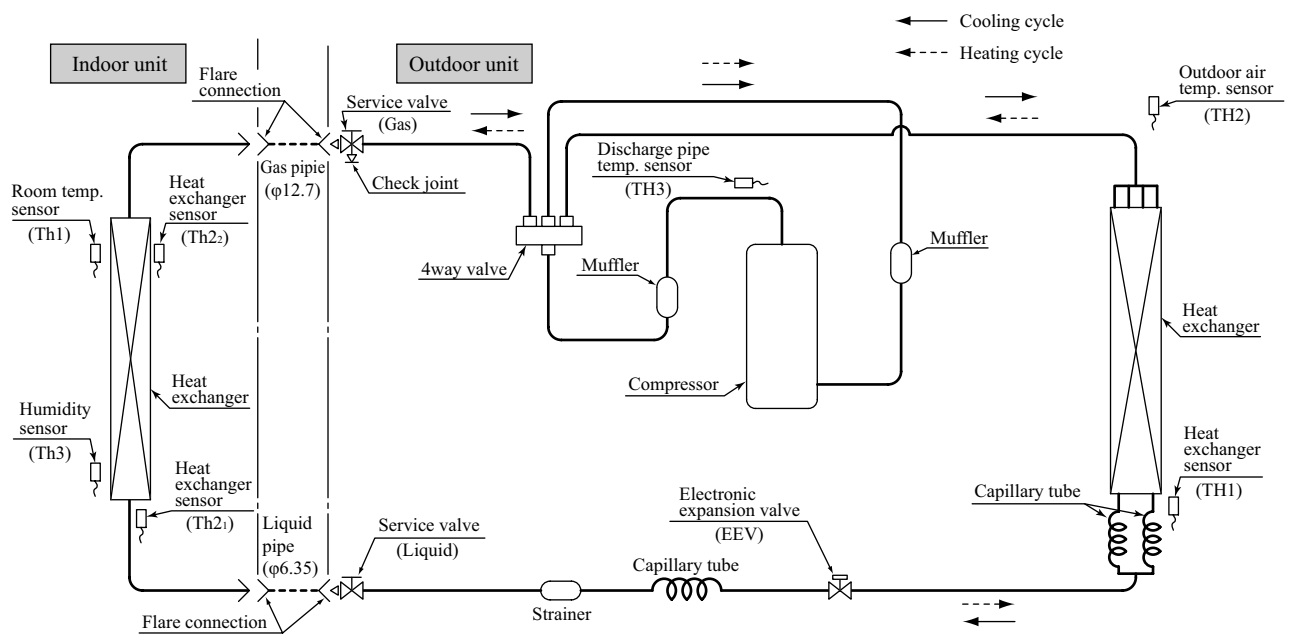 Cooling cycle
Heating cycle
Indoor unit
Outdoor unit
Flare
connection
Service valve
(Gas)
Outdoor air
temp. sensor
(TH2)
Gas pipie
(φ12.7)
Check joint
Discharge pipe
temp. sensor
(TH3)
Room temp.
sensor
(Th1)
Heat
exchanger
sensor
(Th2₂)
4way valve
Muffler
Muffler
Heat
exchanger
Compressor
Heat
exchanger
Humidity
sensor
(Th3)
Heat
exchanger
sensor
(Th2₁)
Liquid
pipe
(φ6.35)
Service valve
(Liquid)
Electronic
expansion valve
(EEV)
Capillary tube
Heat
exchanger
sensor
(TH1)
Capillary tube
Strainer
Flare connection